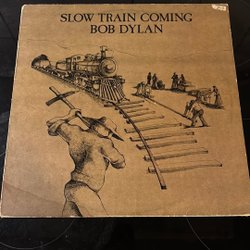 SLOW TRAIN COMING
BOB DYLAN